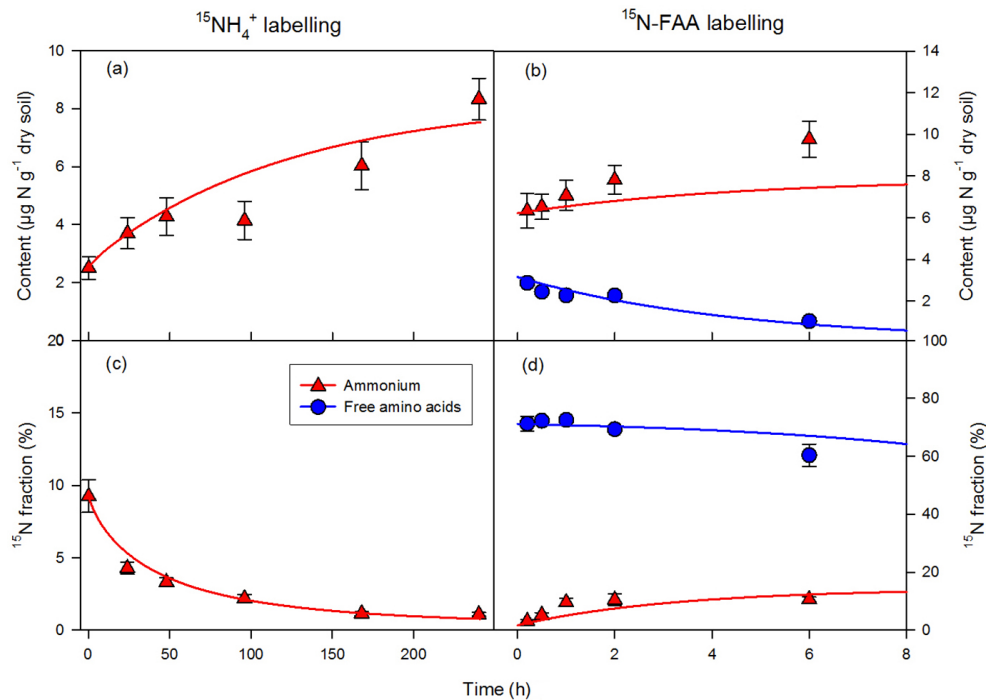 ¹⁵NH₄⁺ labelling
¹⁵N-FAA labelling
10
8
6
4
2
0
(a)
Content (µg N g⁻¹ dry soil)
14
12
10
8
6
4
2
(b)
Content (µg N g⁻¹ dry soil)
20
15
10
5
0
(c)
¹⁵N fraction (%)
Ammonium
Free amino acids
100
80
60
40
20
0
(d)
¹⁵N fraction (%)
0 50 100 150 200
0 2 4 6 8
Time (h)